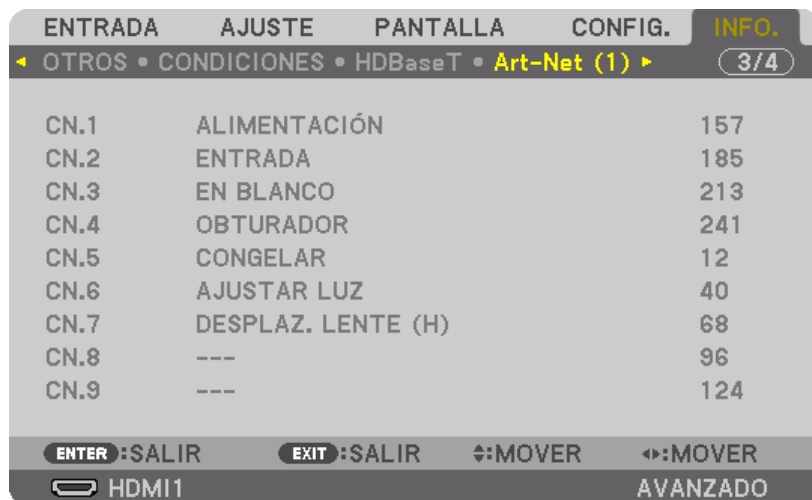 ENTRADA AJUSTE PANTALLA CONFIG. INFO.
◄ OTROS • CONDICIONES • HDBaseT • Art-Net (1) ► 3/4
CN.1 ALIMENTACIÓN 157
CN.2 ENTRADA 185
CN.3 EN BLANCO 213
CN.4 OBTURADOR 241
CN.5 CONGELAR 12
CN.6 AJUSTAR LUZ 40
CN.7 DESPLAZ. LENTE (H) 68
CN.8 --- 96
CN.9 --- 124
ENTER :SALIR EXIT :SALIR ♦:MOVER ◂▸:MOVER
HDMI1 AVANZADO